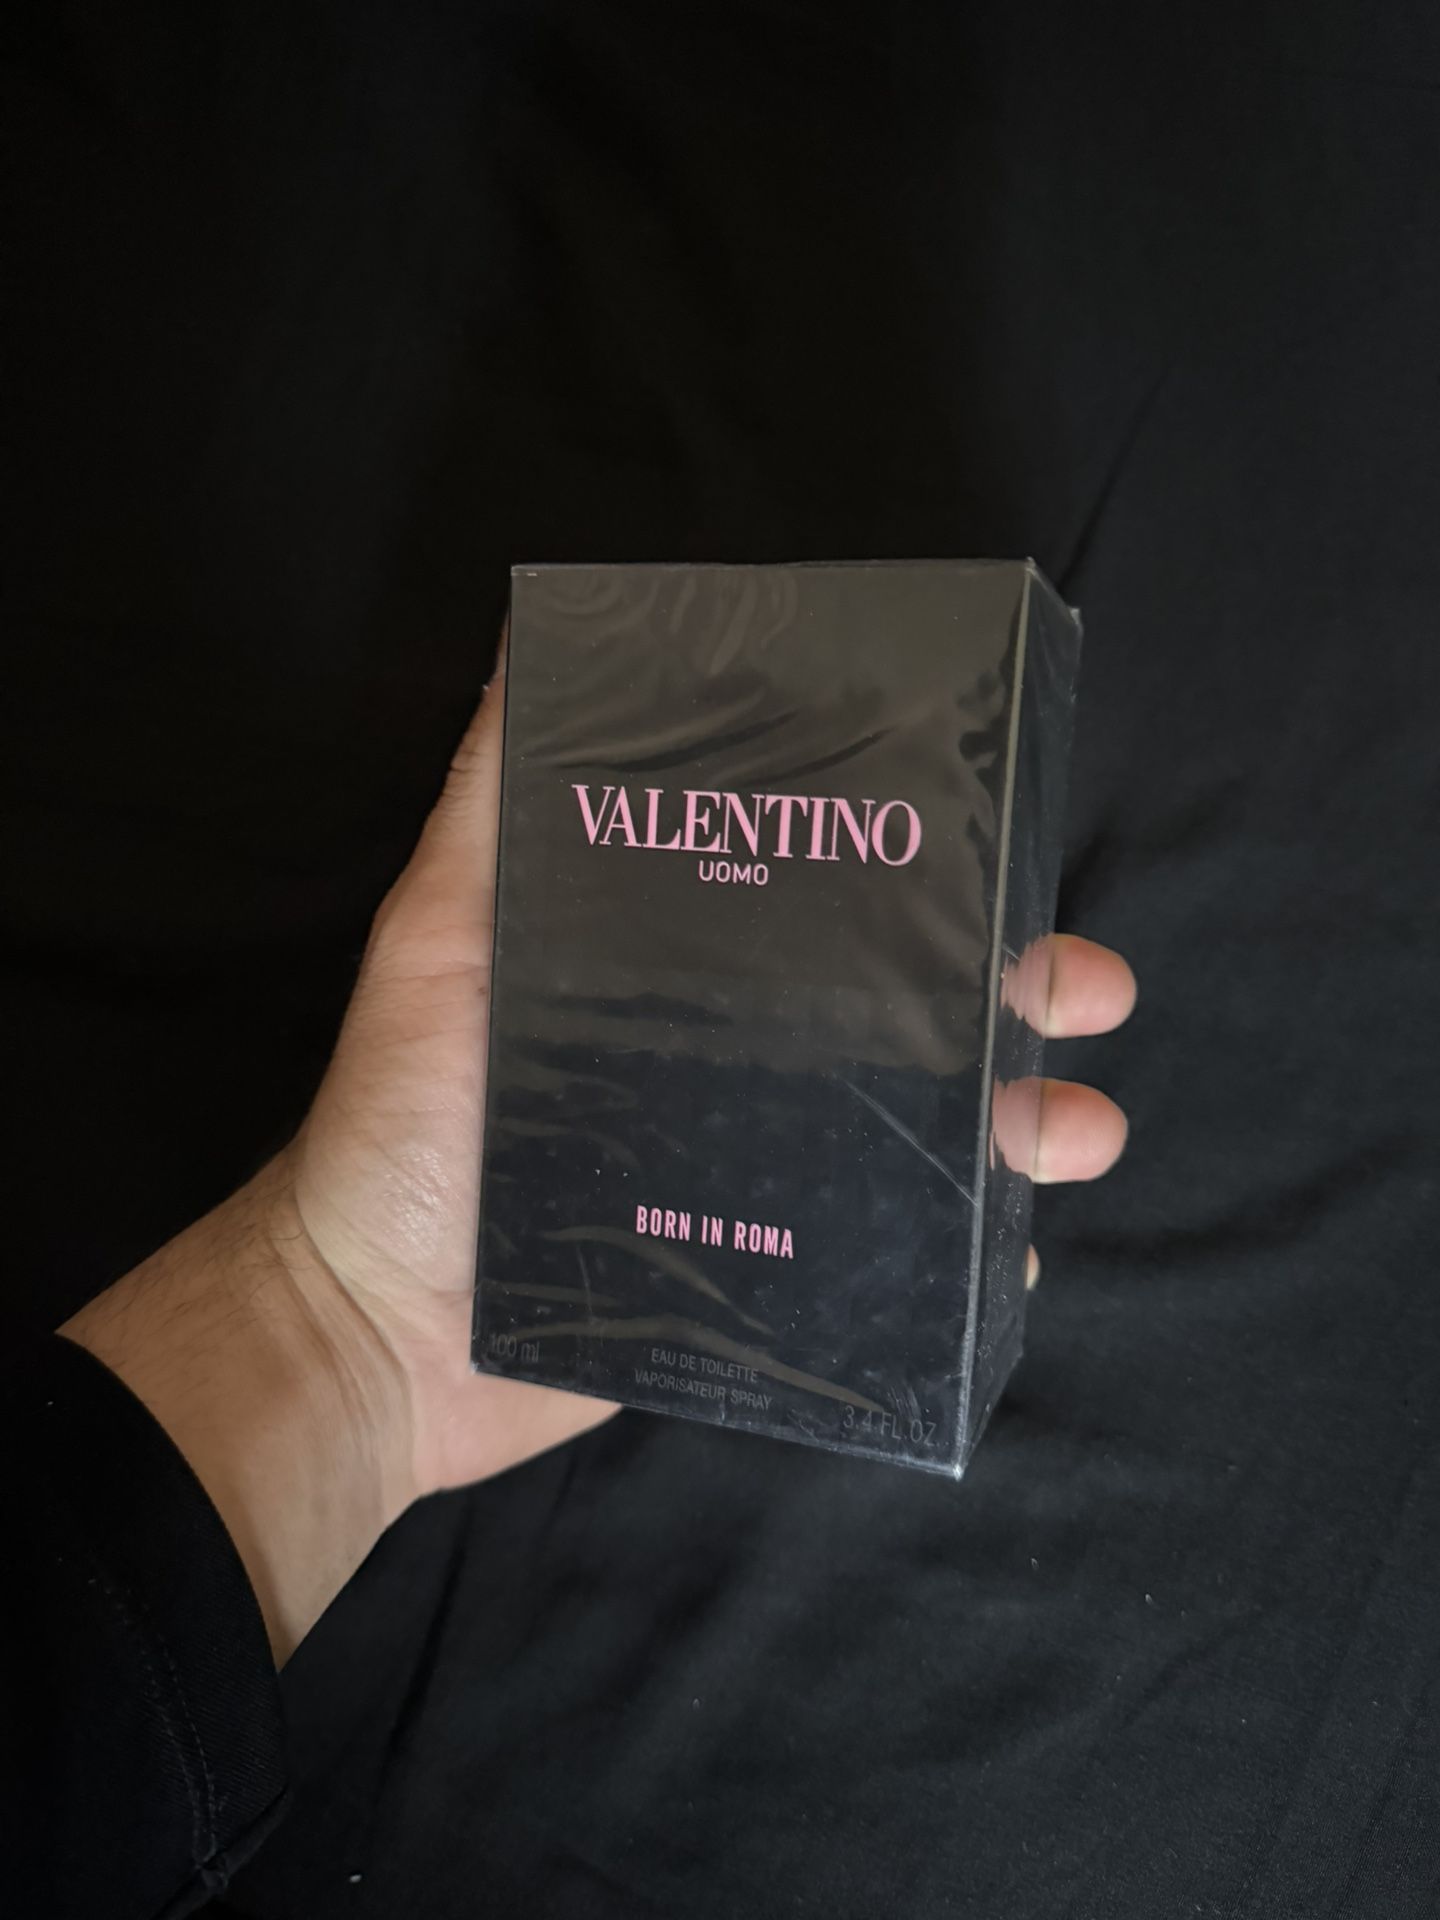 VALENTINO
UOMO
BORN IN ROMA
100 ml
EAU DE TOILETTE
VAPORISATEUR SPRAY
3.4 FL.OZ.